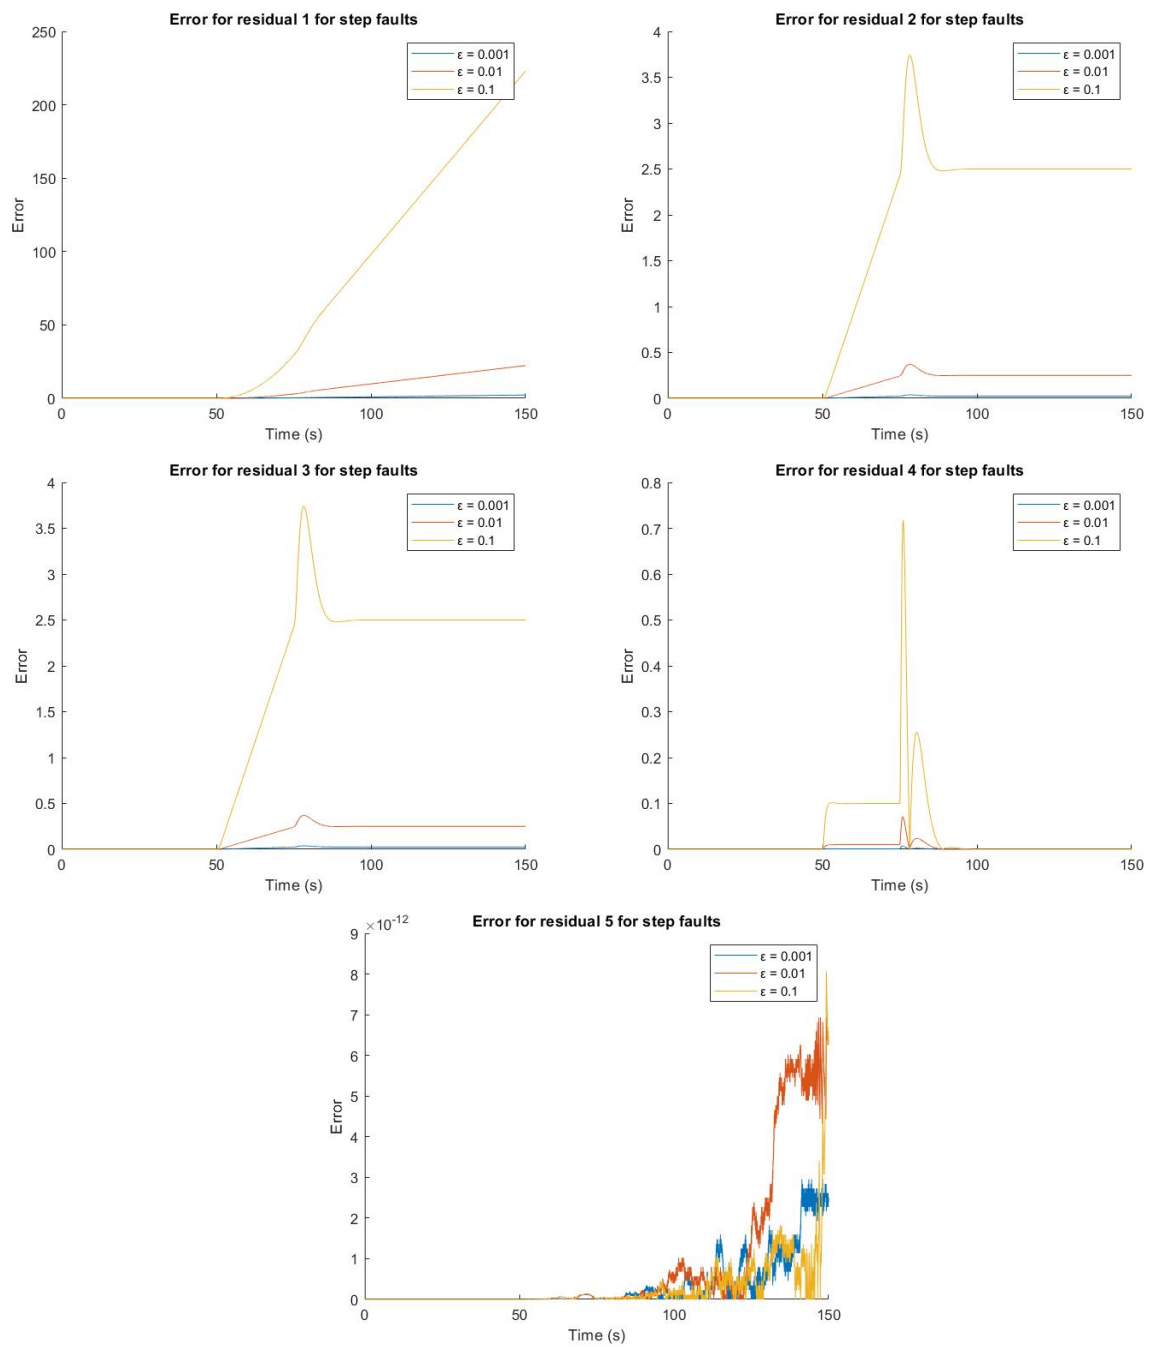 Error for residual 1 for step faults
250
200
150
100
50
0
0
50
100
150
Error
Time (s)
ε = 0.001
ε = 0.01
ε = 0.1
Error for residual 2 for step faults
4
3.5
3
2.5
2
1.5
1
0.5
0
0
50
100
150
Error
Time (s)
ε = 0.001
ε = 0.01
ε = 0.1
Error for residual 3 for step faults
4
3.5
3
2.5
2
1.5
1
0.5
0
0
50
100
150
Error
Time (s)
ε = 0.001
ε = 0.01
ε = 0.1
Error for residual 4 for step faults
0.8
0.7
0.6
0.5
0.4
0.3
0.2
0.1
0
0
50
100
150
Error
Time (s)
ε = 0.001
ε = 0.01
ε = 0.1
Error for residual 5 for step faults
×10-12
9
8
7
6
5
4
3
2
1
0
0
50
100
150
Error
Time (s)
ε = 0.001
ε = 0.01
ε = 0.1